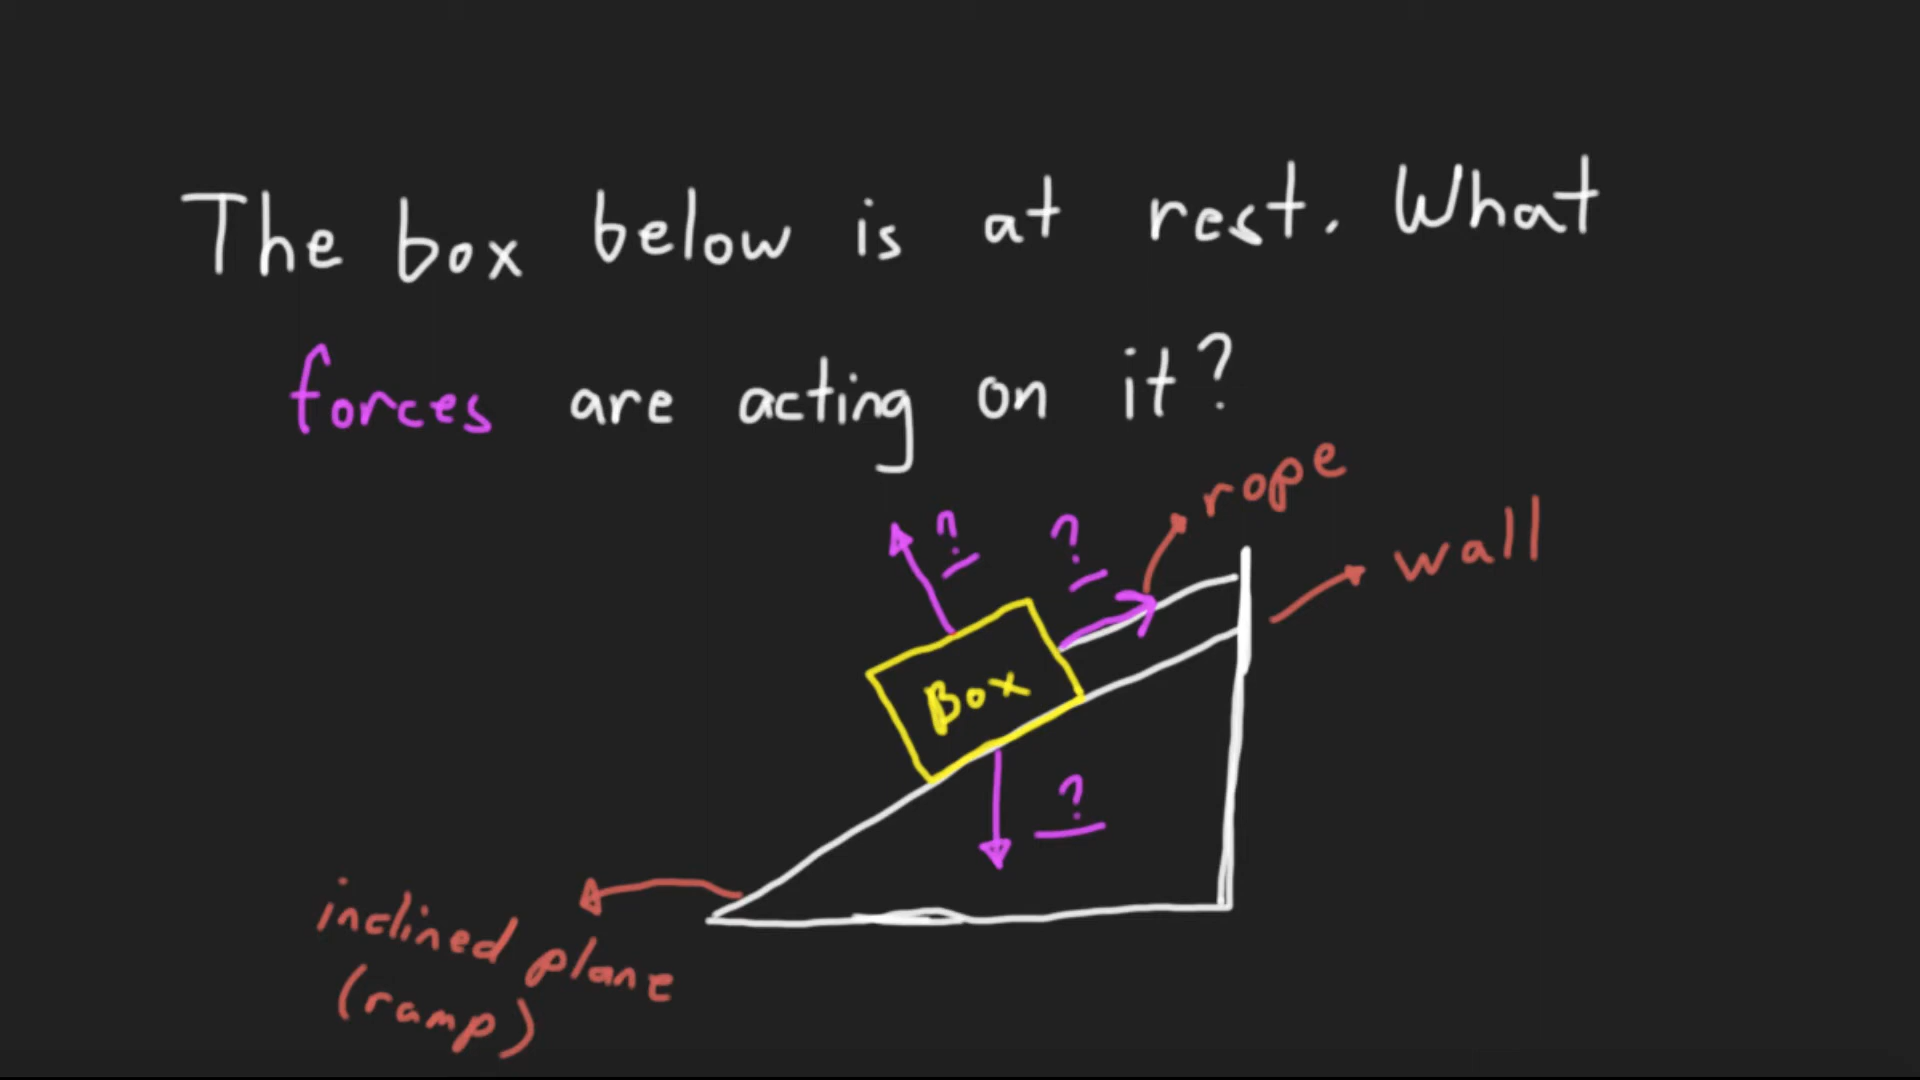 The box below is at rest. What
forces are acting on it?
rope
? ?
wall
Box
?
inclined plane
(ramp)